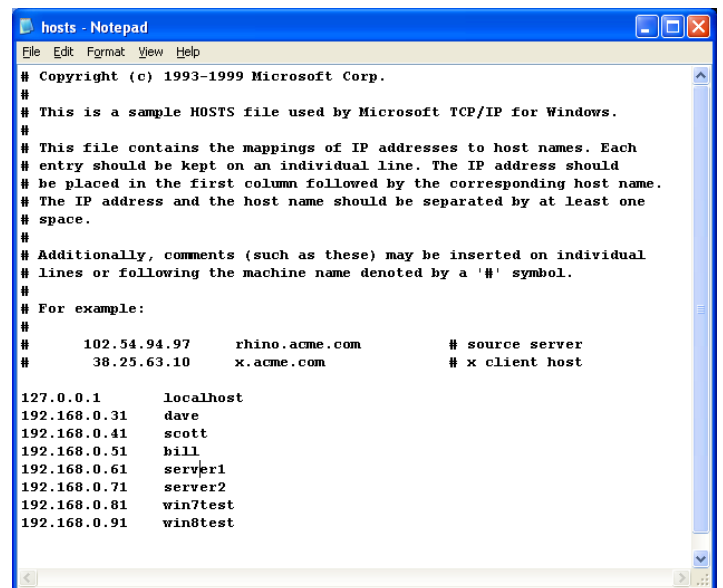 hosts - Notepad
File Edit Format View Help
# Copyright (c) 1993-1999 Microsoft Corp.
#
# This is a sample HOSTS file used by Microsoft TCP/IP for Windows.
#
# This file contains the mappings of IP addresses to host names. Each
# entry should be kept on an individual line. The IP address should
# be placed in the first column followed by the corresponding host name.
# The IP address and the host name should be separated by at least one
# space.
#
# Additionally, comments (such as these) may be inserted on individual
# lines or following the machine name denoted by a '#' symbol.
#
# For example:
#
#      102.54.94.97     rhino.acme.com          # source server
#       38.25.63.10     x.acme.com              # x client host
127.0.0.1       localhost
192.168.0.31    dave
192.168.0.41    scott
192.168.0.51    bill
192.168.0.61    server1
192.168.0.71    server2
192.168.0.81    win7test
192.168.0.91    win8test